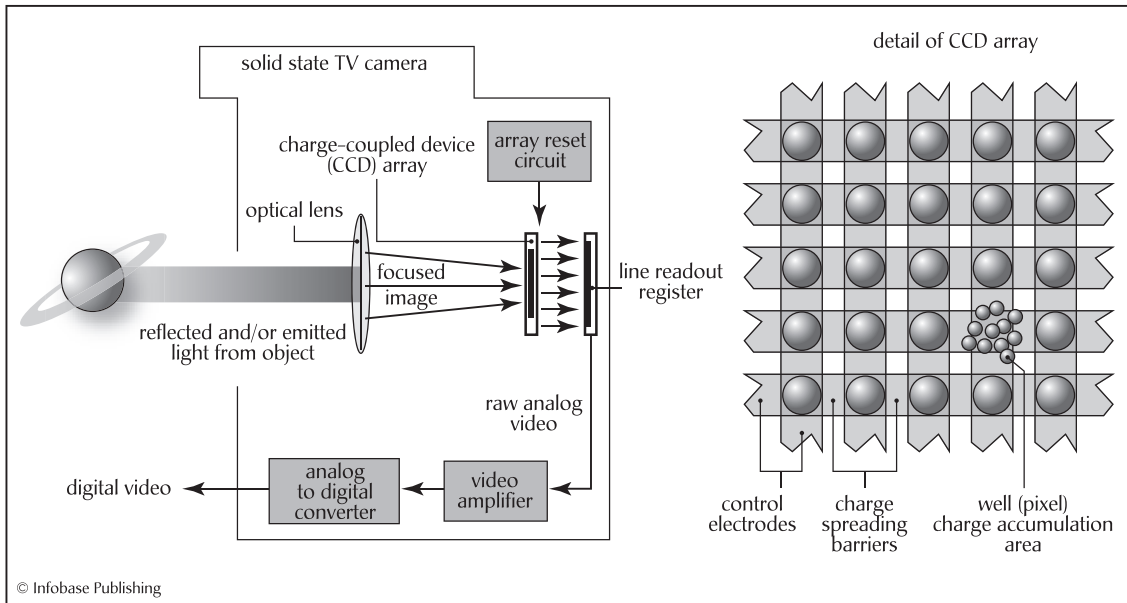 detail of CCD array
solid state TV camera
charge-coupled device
(CCD) array
array reset
circuit
optical lens
focused
image
line readout
register
reflected and/or emitted
light from object
raw analog
video
digital video
analog
to digital
converter
video
amplifier
control
electrodes
charge
spreading
barriers
well (pixel)
charge accumulation
area
© Infobase Publishing